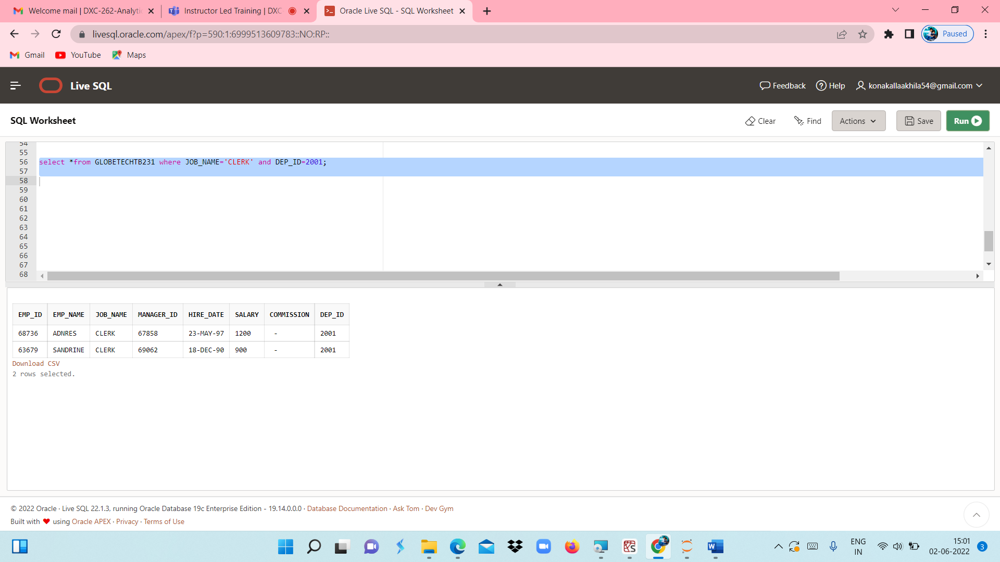 Welcome mail | DXC-262-Analytic
Instructor Led Training | DXC
Oracle Live SQL - SQL Worksheet
livesql.oracle.com/apex/f?p=590:1:6999513609783::NO:RP::
Paused
Gmail
YouTube
Maps
Live SQL
Feedback
Help
konakallaakhila54@gmail.com
SQL Worksheet
Clear
Find
Actions
Save
Run
54
55
56 select *from GLOBETECHTB231 where JOB_NAME='CLERK' and DEP_ID=2001;
57
58
59
60
61
62
63
64
65
66
67
68
EMP_ID EMP_NAME JOB_NAME MANAGER_ID HIRE_DATE SALARY COMMISSION DEP_ID
68736 ADNRES CLERK 67858 23-MAY-97 1200 - 2001
63679 SANDRINE CLERK 69062 18-DEC-90 900 - 2001
Download CSV
2 rows selected.
© 2022 Oracle · Live SQL 22.1.3, running Oracle Database 19c Enterprise Edition - 19.14.0.0.0 · Database Documentation · Ask Tom · Dev Gym
Built with ❤ using Oracle APEX · Privacy · Terms of Use
ENG
IN
15:01
02-06-2022
3